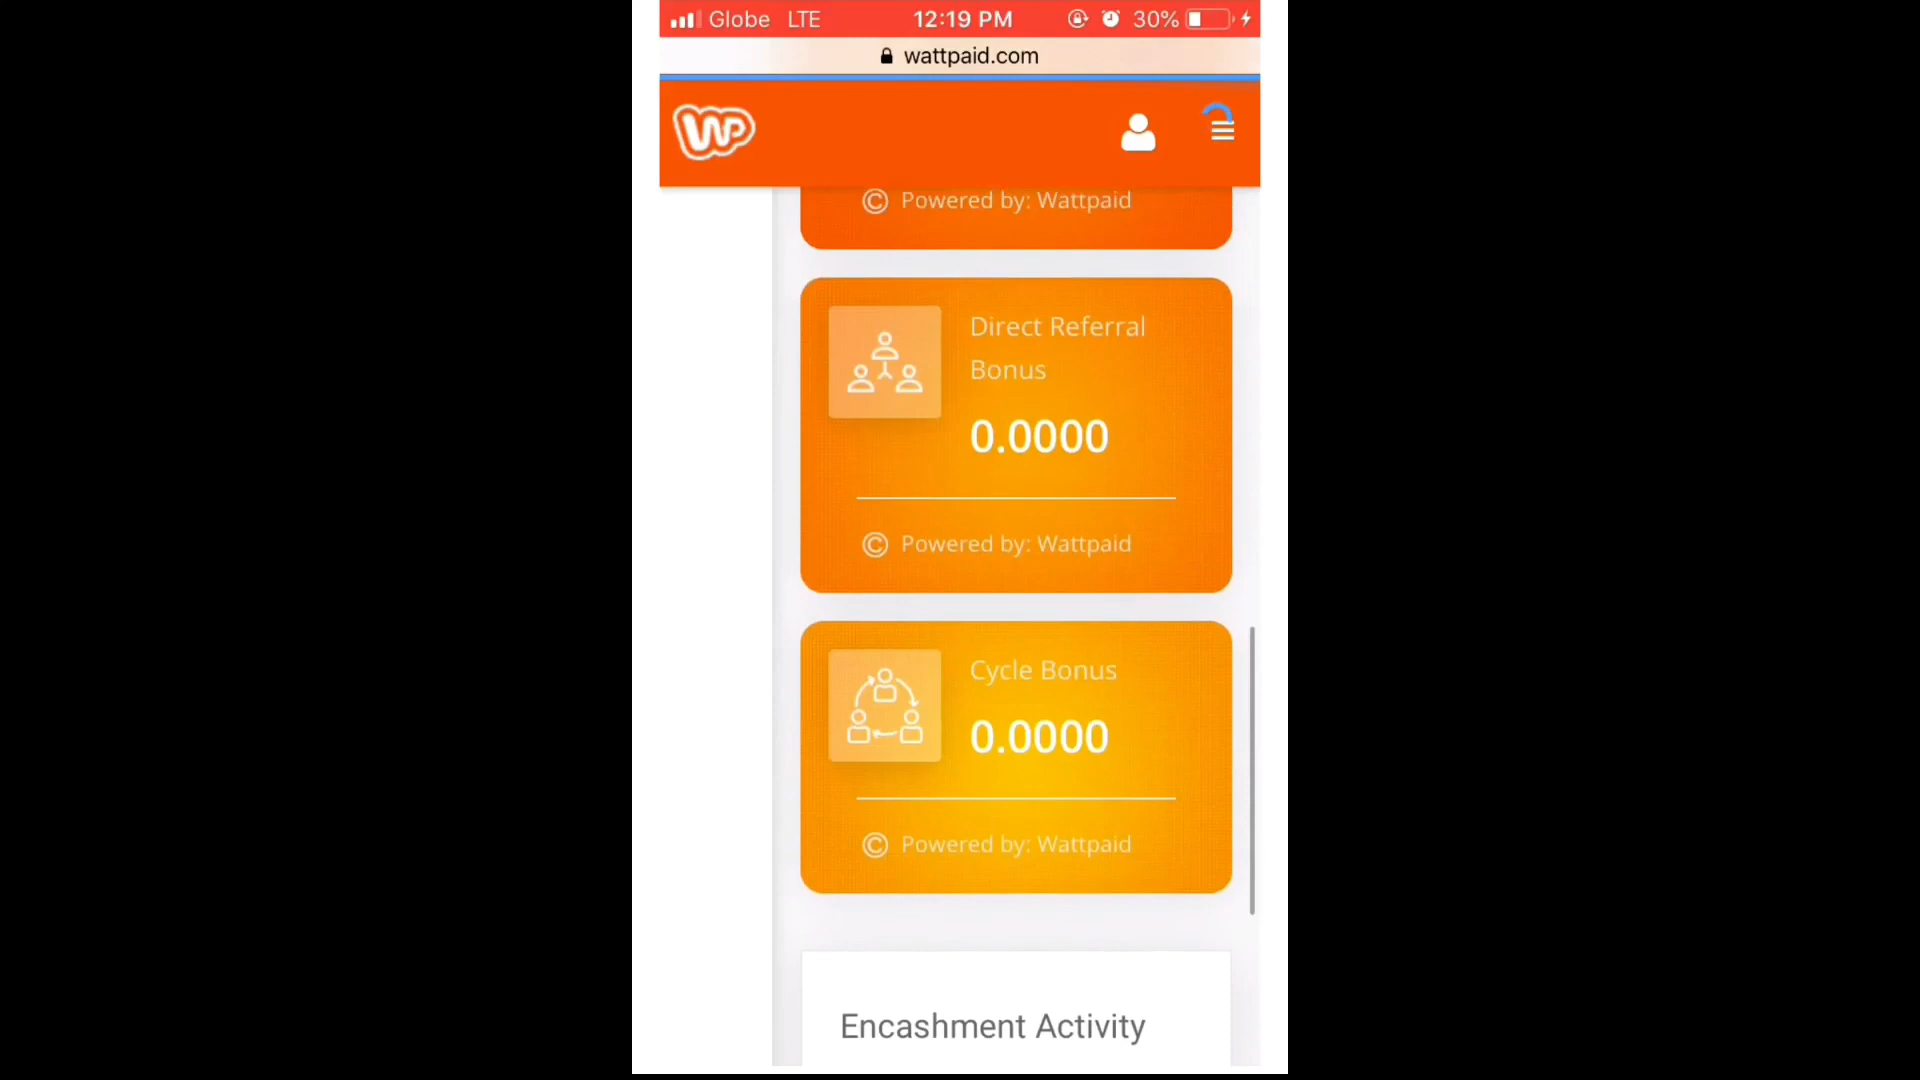 Globe LTE 12:19 PM 30%
wattpaid.com
WP
© Powered by: Wattpaid
Direct Referral
Bonus
0.0000
© Powered by: Wattpaid
Cycle Bonus
0.0000
© Powered by: Wattpaid
Encashment Activity